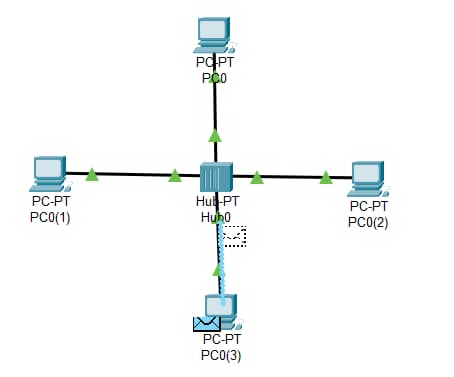 PC-PT
PC0
PC-PT
PC0(1)
Hub-PT
Hub0
PC-PT
PC0(2)
PC-PT
PC0(3)